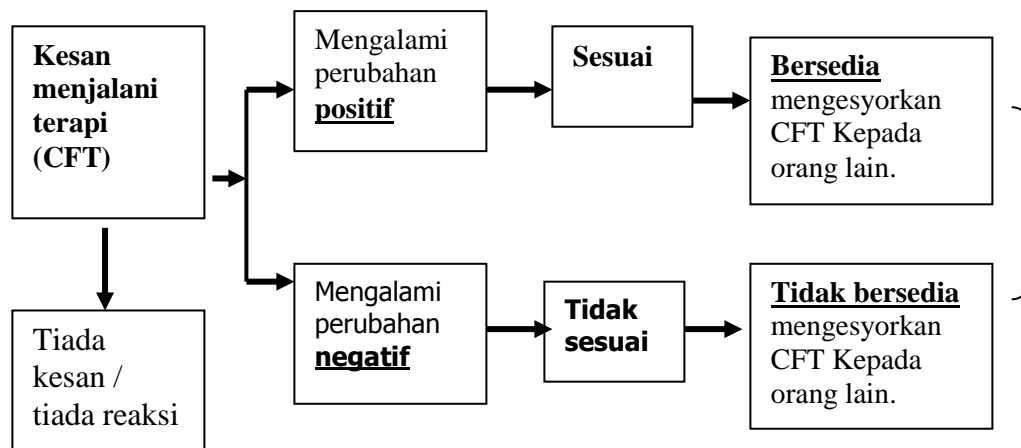 Kesan
menjalani
terapi
(CFT)
Mengalami
perubahan
positif
Sesuai
Bersedia
mengesyorkan
CFT Kepada
orang lain.
Tiada
kesan /
tiada reaksi
Mengalami
perubahan
negatif
Tidak
sesuai
Tidak bersedia
mengesyorkan
CFT Kepada
orang lain.